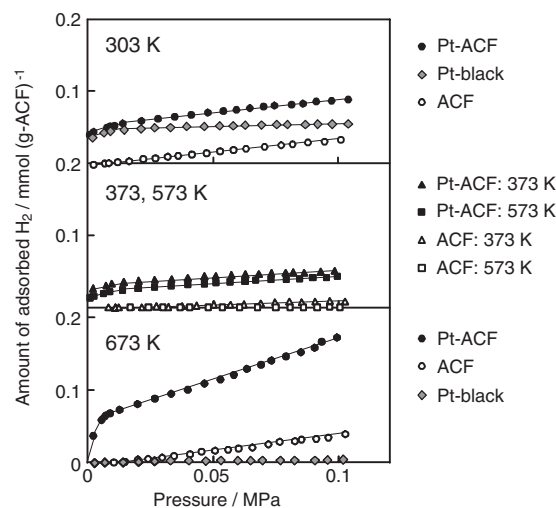 0.2
303 K
0.1
0.2
373, 573 K
0.1
0.2
673 K
0.1
0
0
0.05
0.1
Pressure / MPa
Amount of adsorbed H₂ / mmol (g-ACF)⁻¹
Pt-ACF
Pt-black
ACF
Pt-ACF: 373 K
Pt-ACF: 573 K
ACF: 373 K
ACF: 573 K
Pt-ACF
ACF
Pt-black